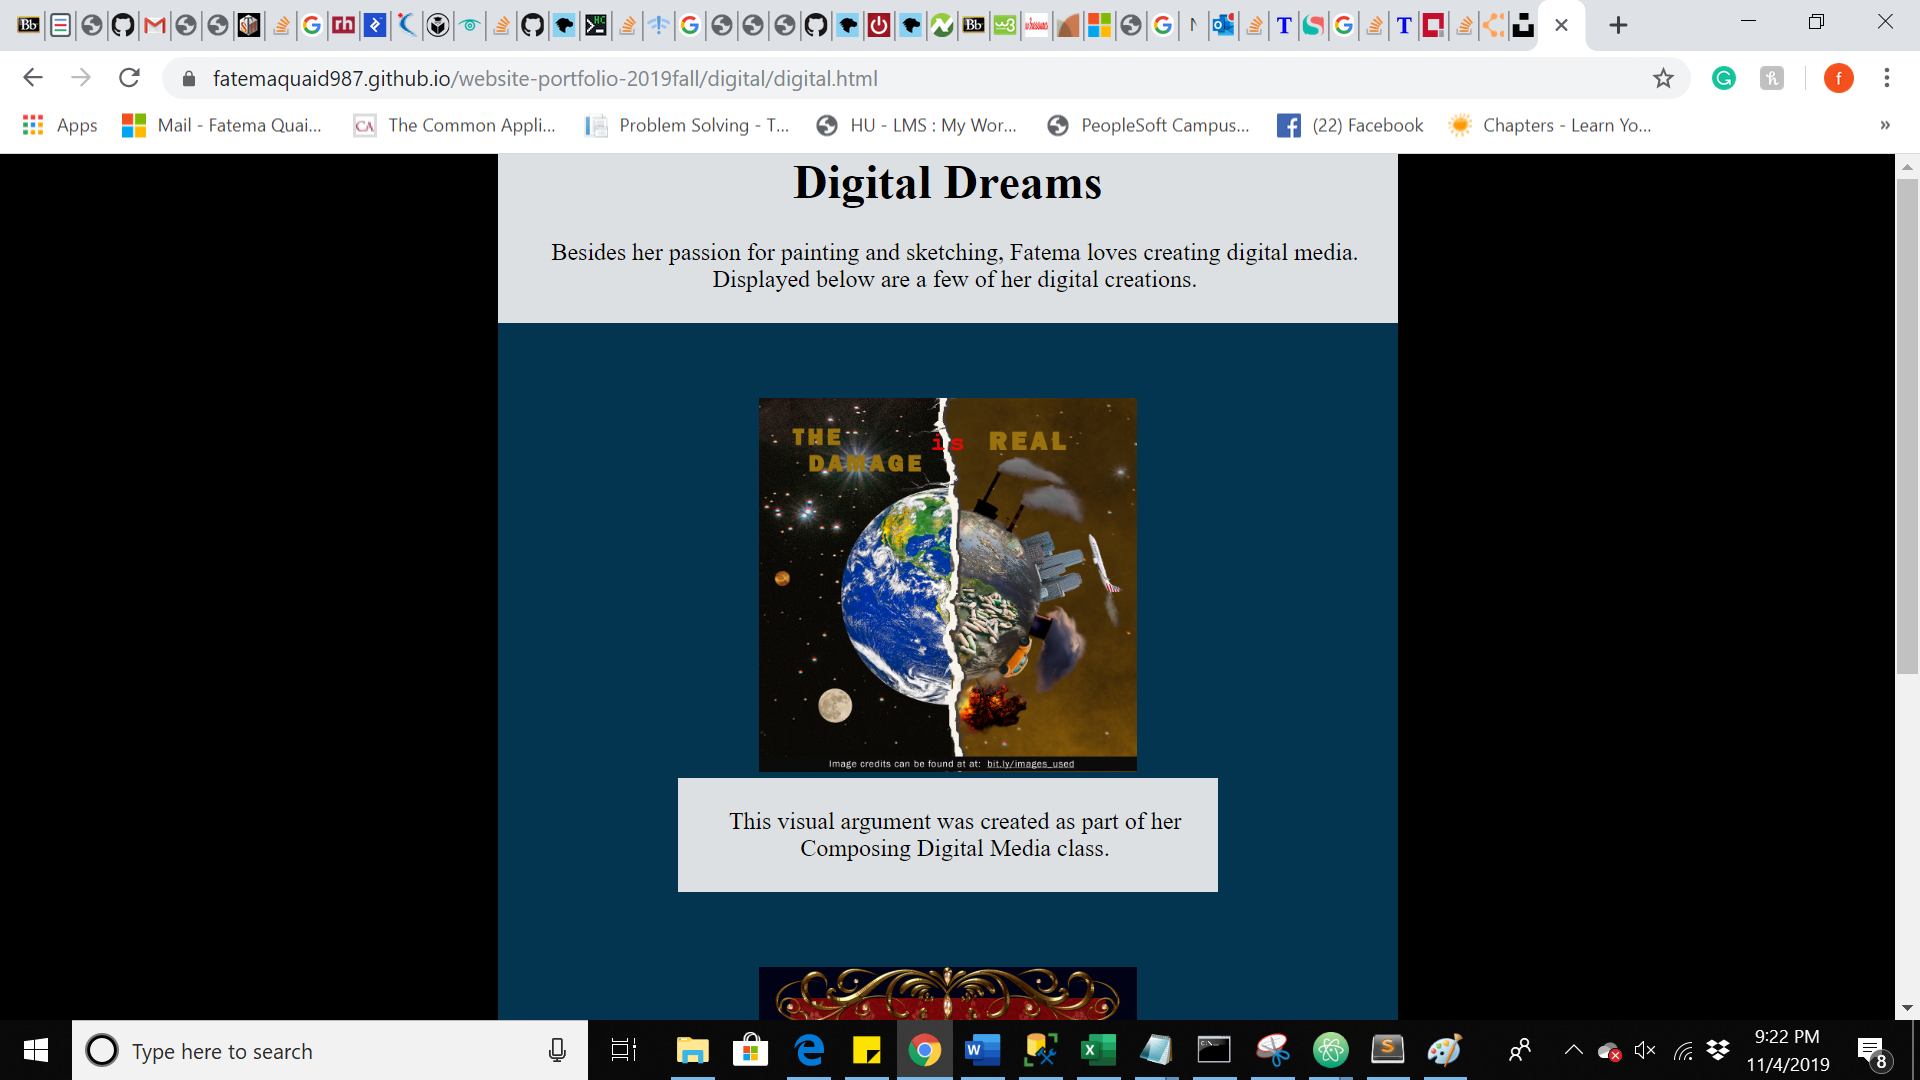 fatemaquaid987.github.io/website-portfolio-2019fall/digital/digital.html
Apps
Mail - Fatema Quai...
The Common Appli...
Problem Solving - T...
HU - LMS : My Wor...
PeopleSoft Campus...
(22) Facebook
Chapters - Learn Yo...
»
Digital Dreams
Besides her passion for painting and sketching, Fatema loves creating digital media.
Displayed below are a few of her digital creations.
THE DAMAGE is REAL
Image credits can be found at at: bit.ly/images_used
This visual argument was created as part of her
Composing Digital Media class.
Type here to search
9:22 PM
11/4/2019
8